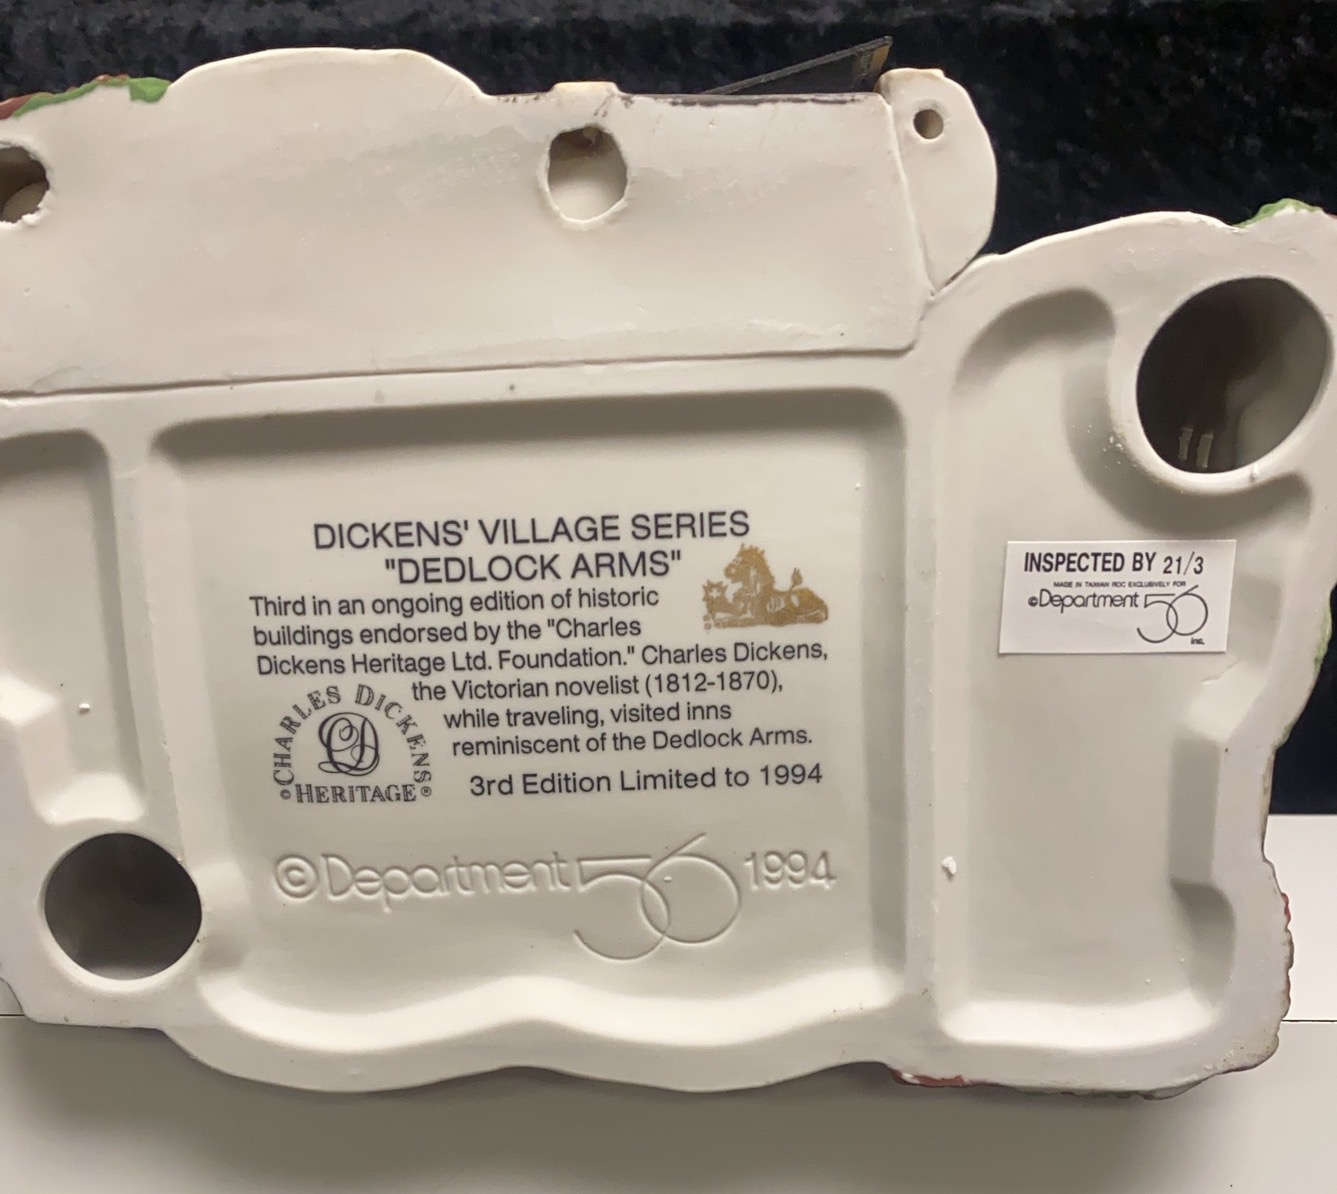 DICKENS' VILLAGE SERIES
"DEDLOCK ARMS"
Third in an ongoing edition of historic
buildings endorsed by the "Charles
Dickens Heritage Ltd. Foundation." Charles Dickens,
the Victorian novelist (1812-1870),
while traveling, visited inns
reminiscent of the Dedlock Arms.
3rd Edition Limited to 1994
CHARLES DICKENS
CD
©HERITAGE®
©Department 56 1994
INSPECTED BY 21/3
MADE IN TAIWAN ROC EXCLUSIVELY FOR
©Department 56
inc.